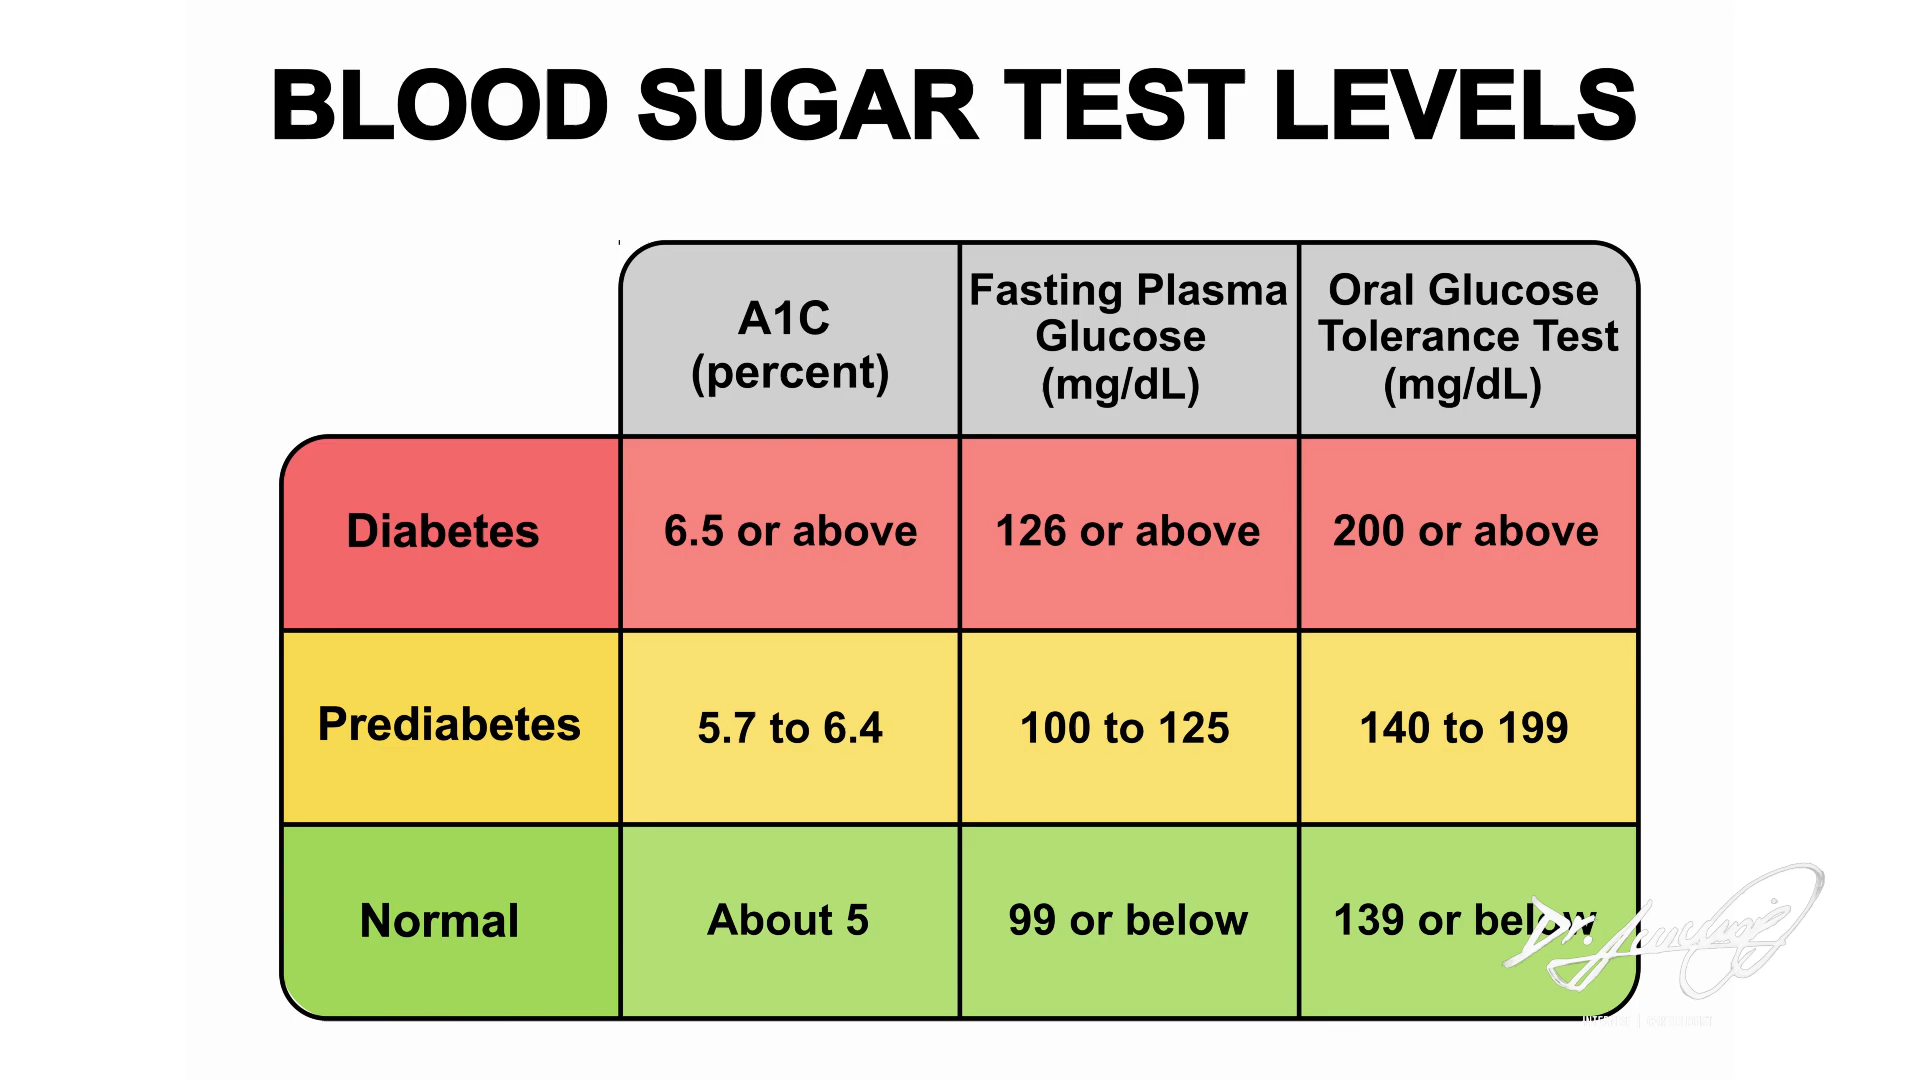 BLOOD SUGAR TEST LEVELS
A1C
(percent)
Fasting Plasma
Glucose
(mg/dL)
Oral Glucose
Tolerance Test
(mg/dL)
Diabetes
6.5 or above
126 or above
200 or above
Prediabetes
5.7 to 6.4
100 to 125
140 to 199
Normal
About 5
99 or below
139 or below
Dr.